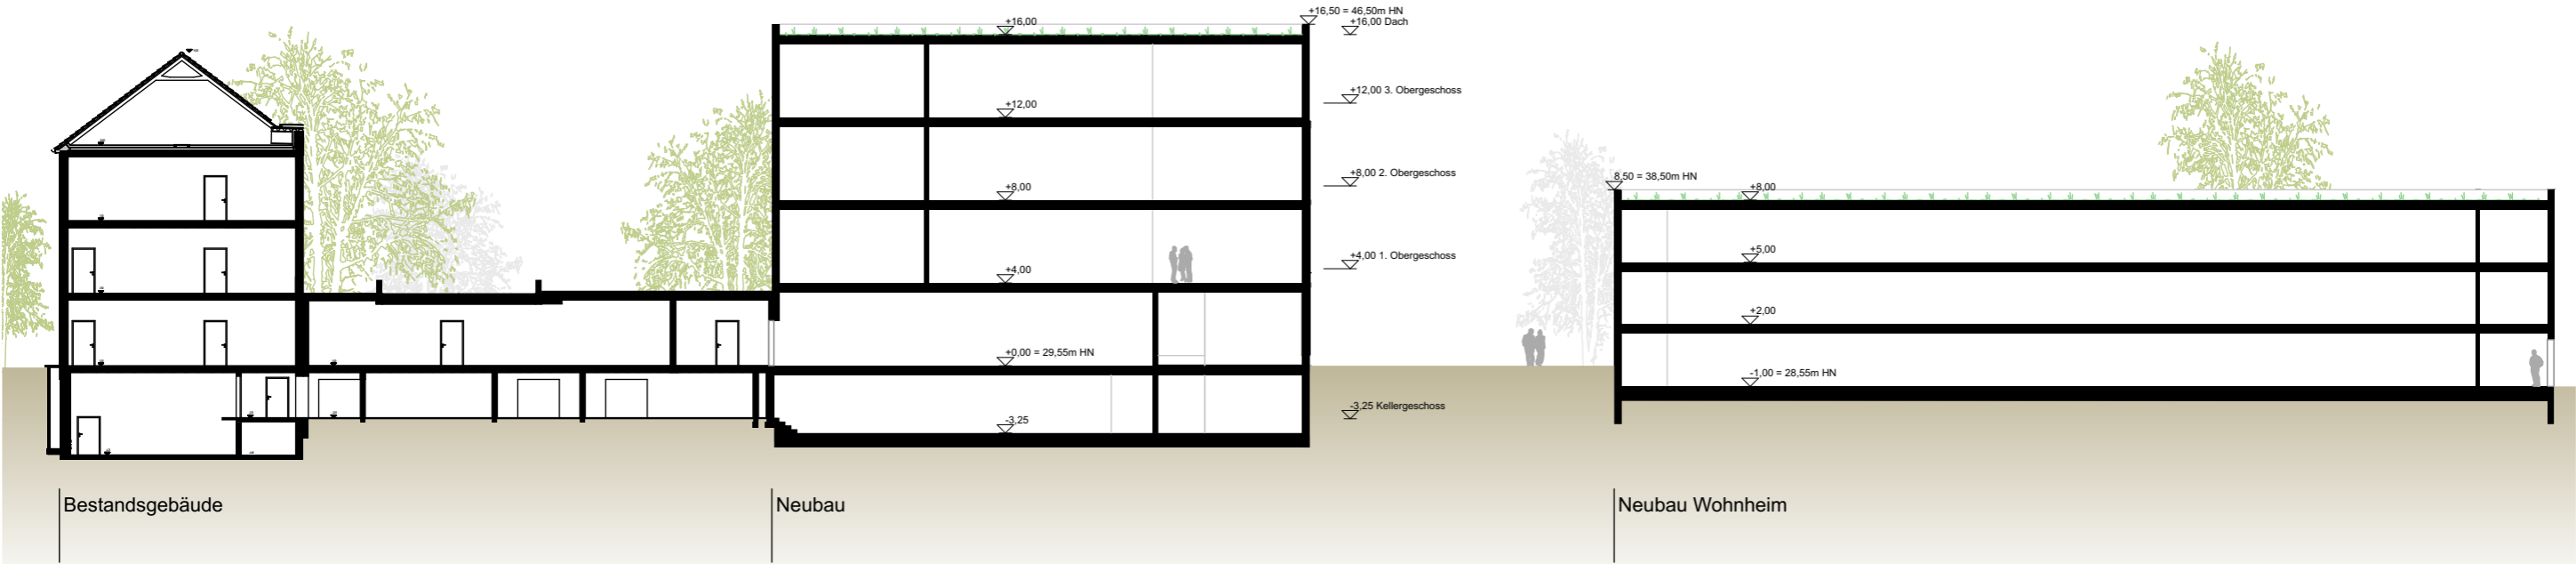 +16,50 = 46,50m HN
+16,00 Dach
+16,00
+12,00 3. Obergeschoss
+12,00
+8,00 2. Obergeschoss
+8,00
+4,00 1. Obergeschoss
+4,00
+0,00 = 29,55m HN
-3,25 Kellergeschoss
-3,25
8,50 = 38,50m HN
+8,00
+5,00
+2,00
-1,00 = 28,55m HN
Bestandsgebäude
Neubau
Neubau Wohnheim